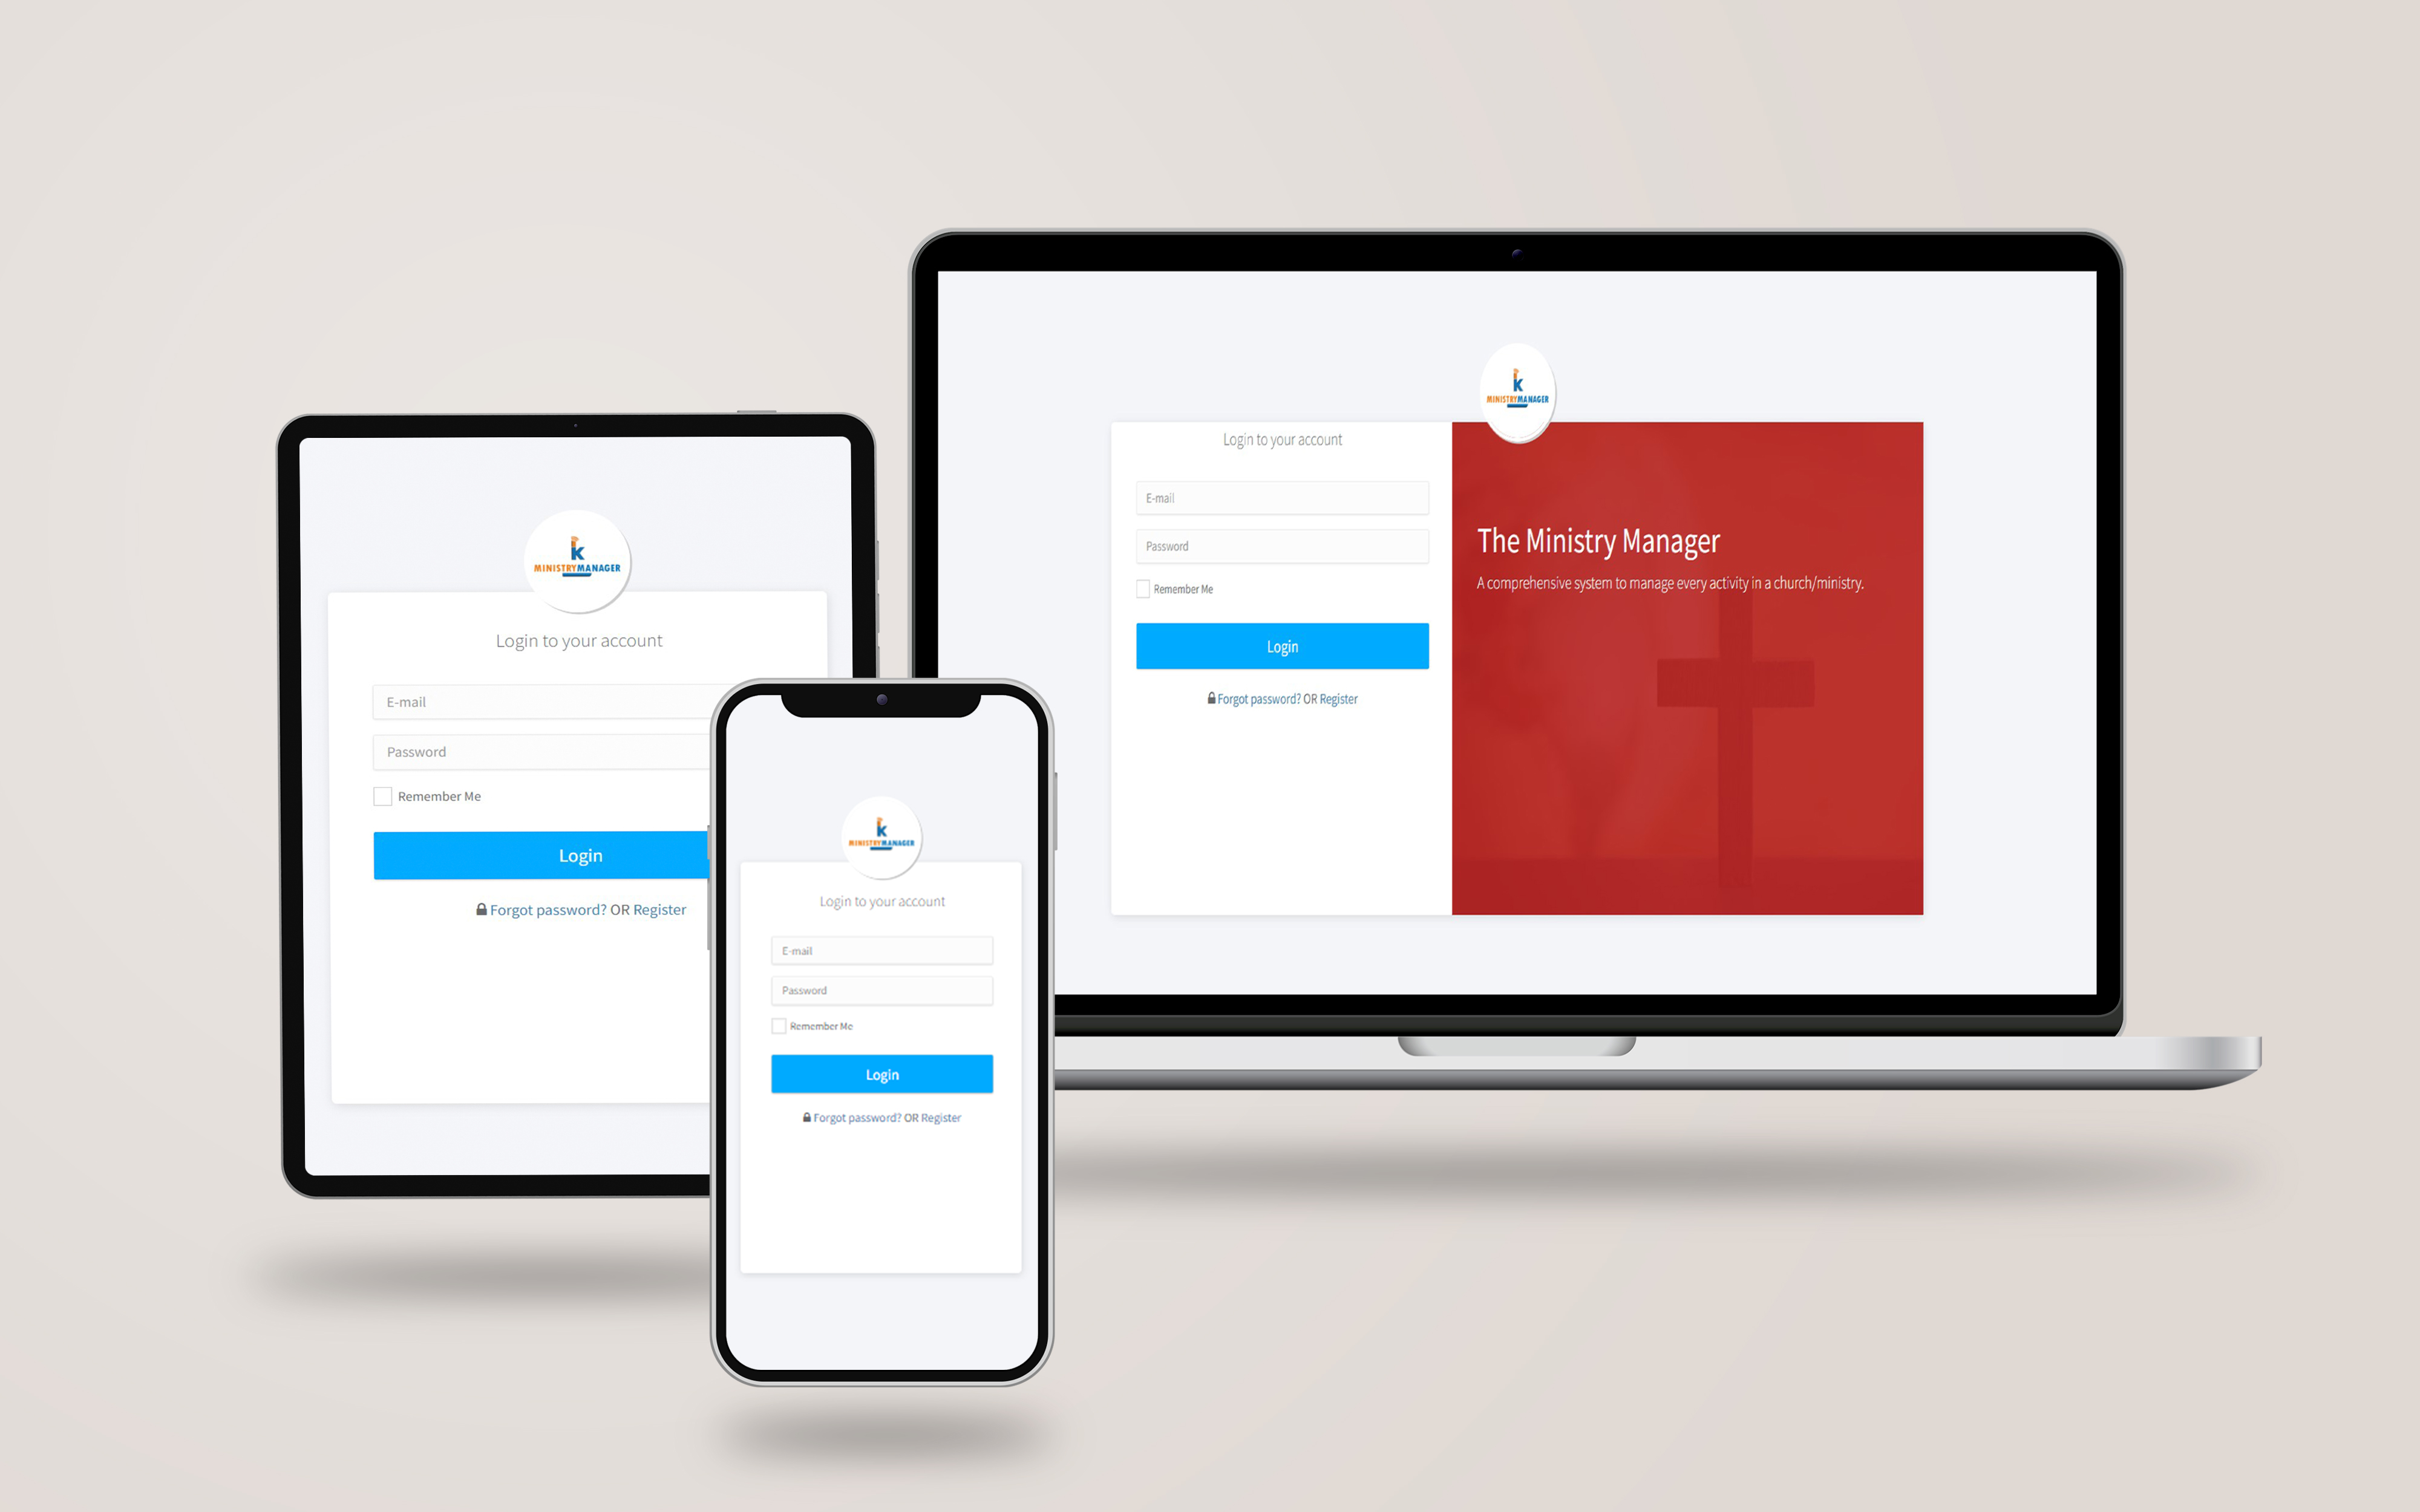 k
MINISTRYMANAGER
Login to your account
E-mail
Password
Remember Me
Login
Forgot password? OR Register
k
MINISTRYMANAGER
Login to your account
E-mail
Password
Remember Me
Login
Forgot password? OR Register
k
MINISTRYMANAGER
Login to your account
E-mail
Password
Remember Me
Login
Forgot password? OR Register
The Ministry Manager
A comprehensive system to manage every activity in a church/ministry.